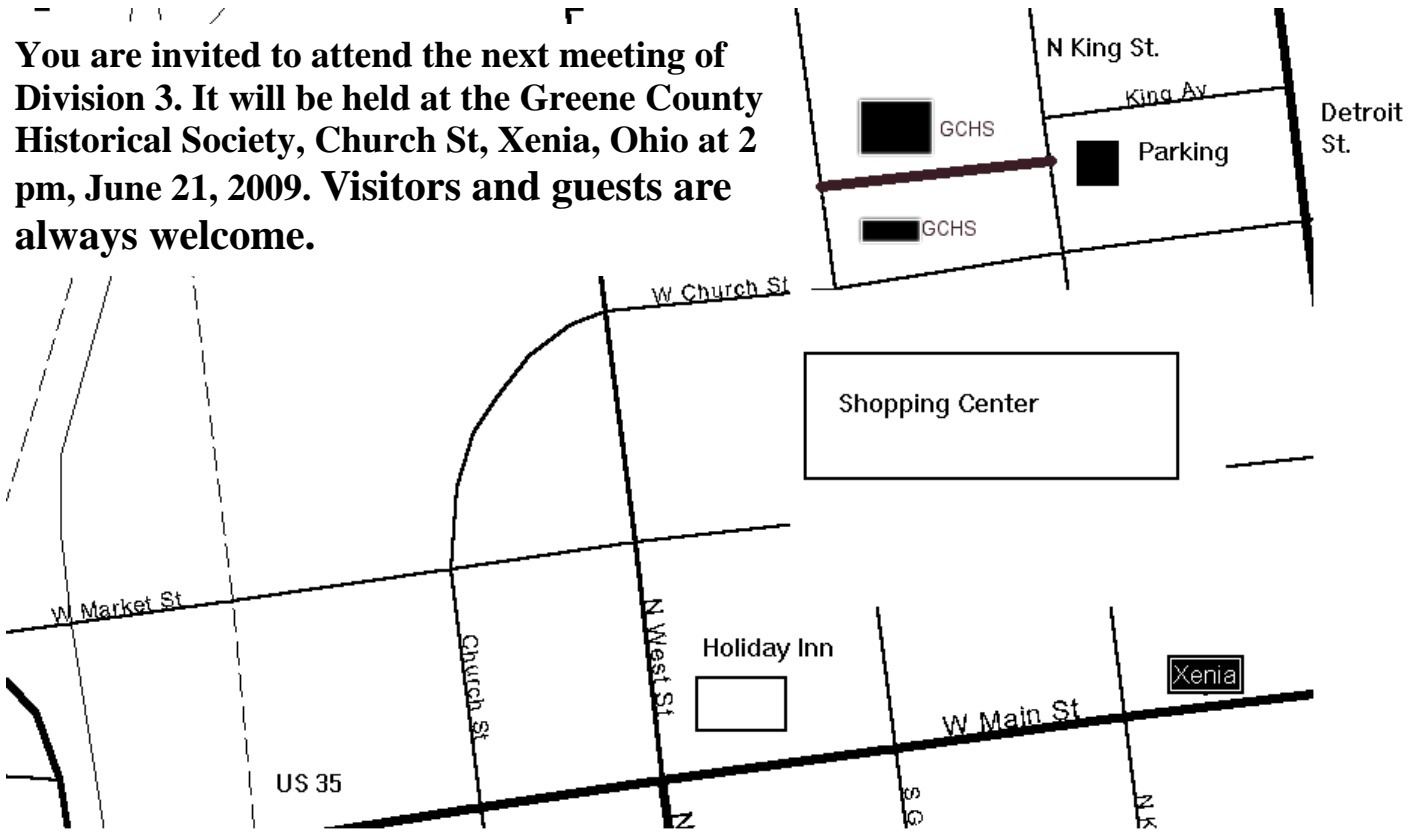 You are invited to attend the next meeting of
Division 3. It will be held at the Greene County
Historical Society, Church St, Xenia, Ohio at 2
pm, June 21, 2009. Visitors and guests are
always welcome.
N King St.
King Av
Detroit
St.
GCHS
Parking
GCHS
W Church St
Shopping Center
W Market St
Church St
N West St
Holiday Inn
Xenia
W Main St
US 35
N
S G
N K